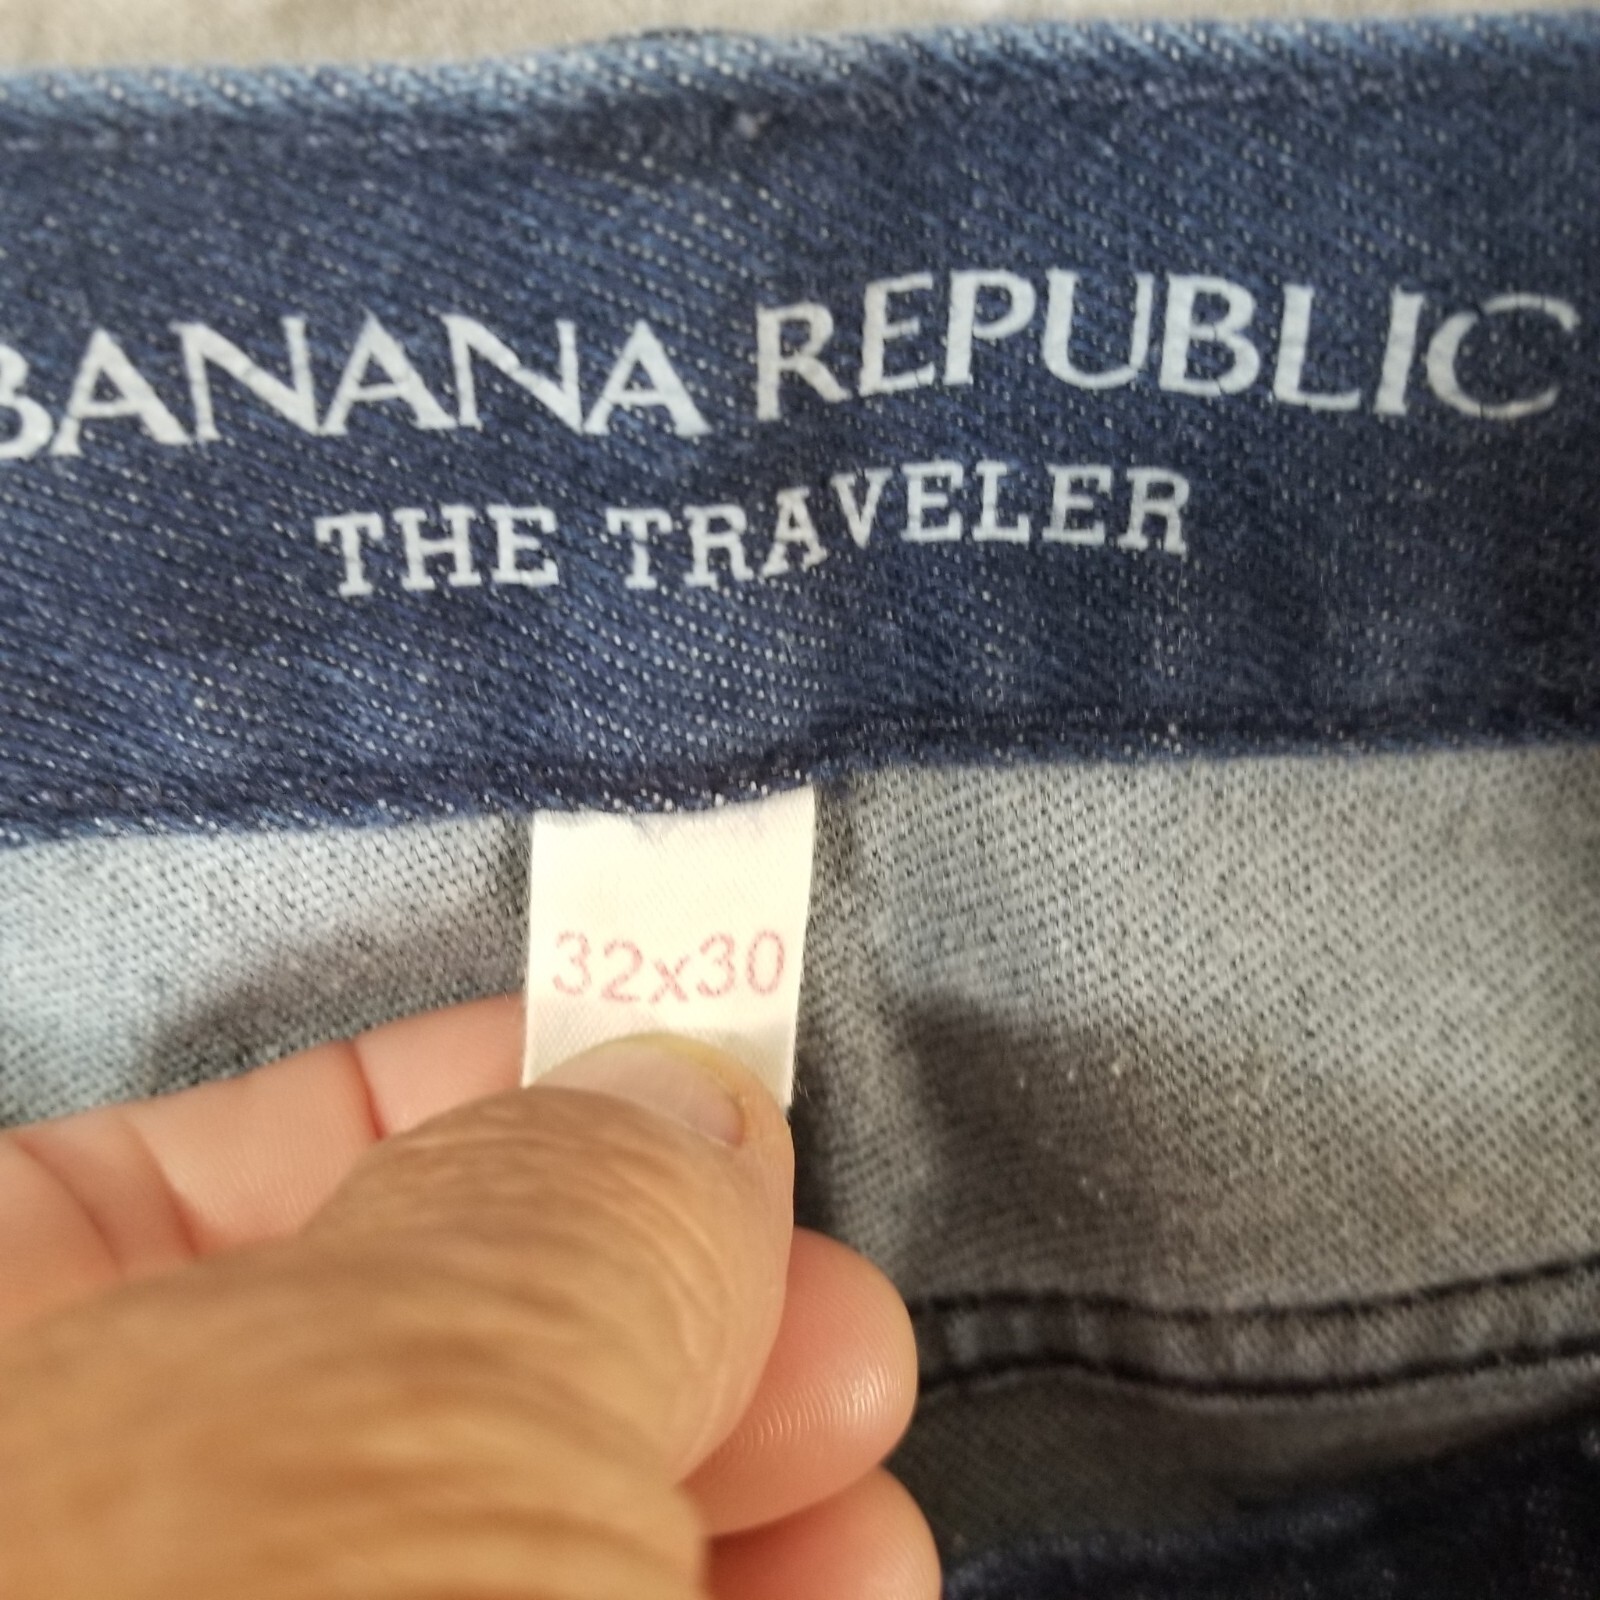 BANANA REPUBLIC
THE TRAVELER
32x30